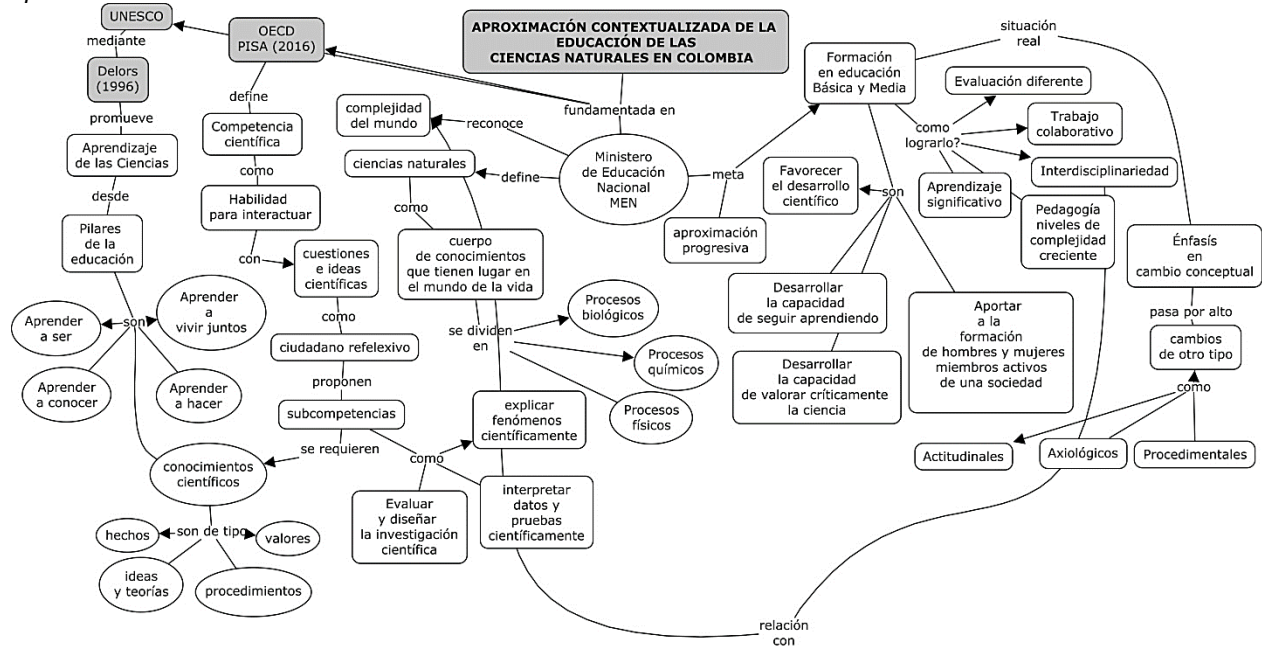 UNESCO
mediante
Delors
(1996)
promueve
Aprendizaje
de las Ciencias
desde
Pilares
de la
educación
son
Aprender
a ser
Aprender
a
vivir juntos
Aprender
a conocer
Aprender
a hacer
conocimientos
científicos
son de tipo
hechos
valores
ideas
y teorías
procedimientos
OECD
PISA (2016)
define
Competencia
científica
como
Habilidad
para interactuar
con
cuestiones
e ideas
científicas
como
ciudadano refelexivo
proponen
subcompetencias
se requieren
como
explicar
fenómenos
científicamente
Evaluar
y diseñar
la investigación
científica
interpretar
datos y
pruebas
científicamente
APROXIMACIÓN CONTEXTUALIZADA DE LA
EDUCACIÓN DE LAS
CIENCIAS NATURALES EN COLOMBIA
fundamentada en
Ministero
de Educación
Nacional
MEN
reconoce
complejidad
del mundo
define
ciencias naturales
como
cuerpo
de conocimientos
que tienen lugar en
el mundo de la vida
se dividen
en
Procesos
biológicos
Procesos
químicos
Procesos
físicos
meta
aproximación
progresiva
Formación
en educación
Básica y Media
son
Favorecer
el desarrollo
científico
Desarrollar
la capacidad
de seguir aprendiendo
Desarrollar
la capacidad
de valorar críticamente
la ciencia
Aportar
a la
formación
de hombres y mujeres
miembros activos
de una sociedad
como
lograrlo?
Evaluación diferente
Trabajo
colaborativo
Interdisciplinariedad
Aprendizaje
significativo
Pedagogía
niveles de
complejidad
creciente
situación
real
Énfasís
en
cambio conceptual
pasa por alto
cambios
de otro tipo
como
Actitudinales
Axiológicos
Procedimentales
relación
con